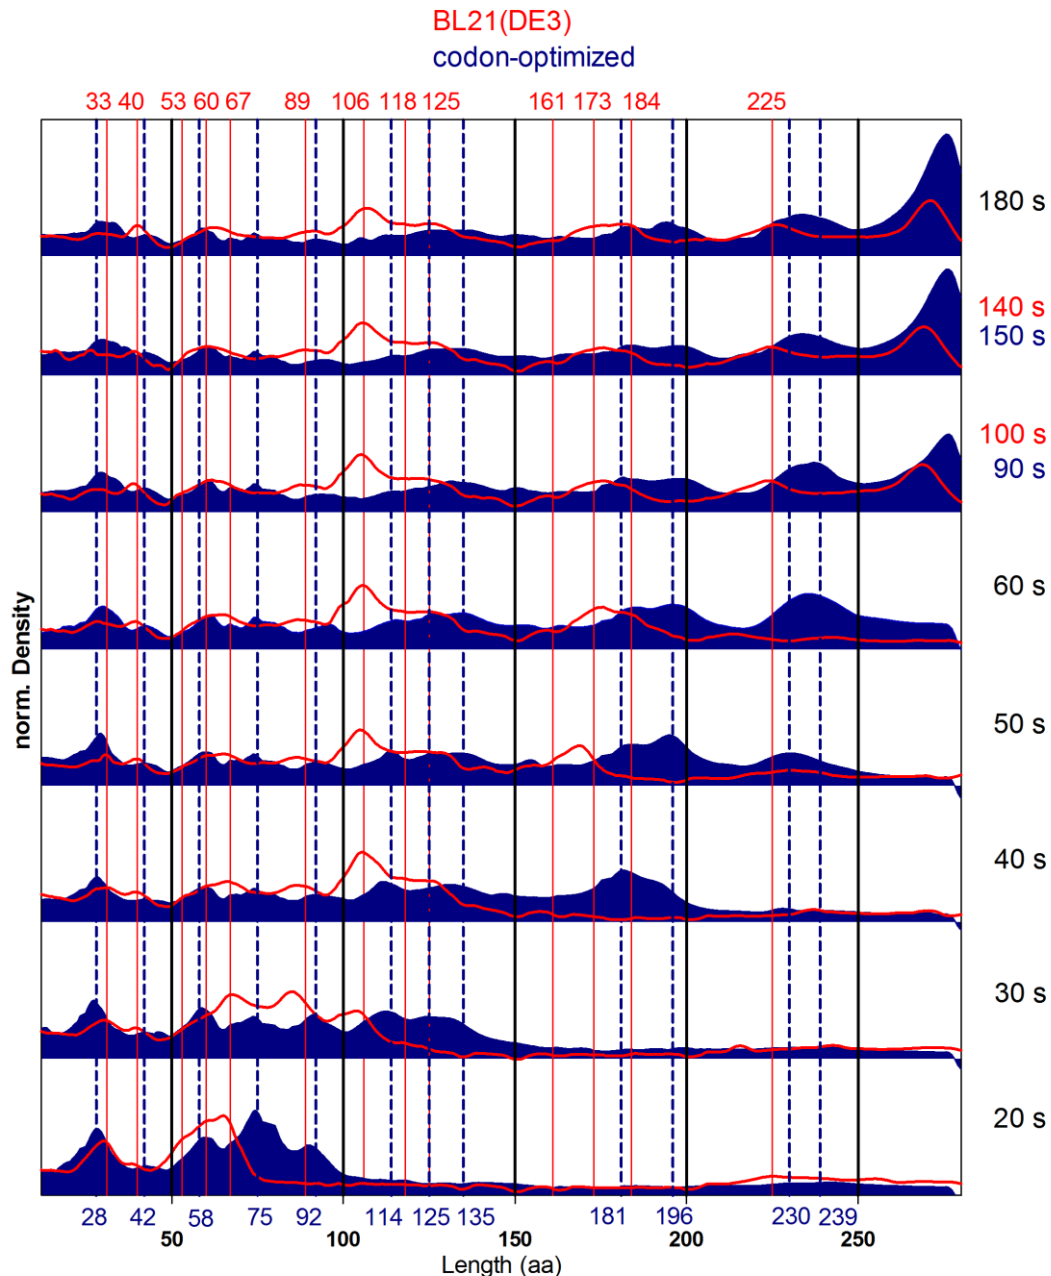 BL21(DE3)
codon-optimized
33 40 53 60 67 89 106 118 125 161 173 184 225
180 s
140 s
150 s
100 s
90 s
60 s
50 s
40 s
30 s
20 s
norm. Density
28 42 58 75 92 114 125 135 181 196 230 239
50 100 150 200 250
Length (aa)